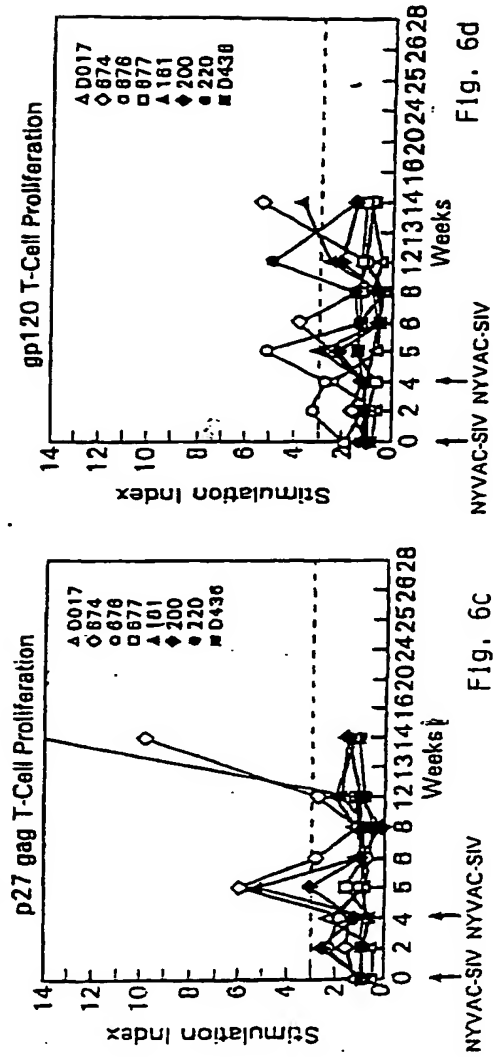 p27 gag T-Cell Proliferation
Stimulation Index
14
12
10
8
6
4
2
0
D017
674
676
677
161
200
220
D436
0 2 4 5 6 8 12 13 14 16 20 24 25 26 28
Weeks
NYVAC-SIV NYVAC-SIV
Fig. 6c
gp120 T-Cell Proliferation
Stimulation Index
14
12
10
8
6
4
2
0
D017
674
676
677
161
200
220
D436
0 2 4 5 6 8 12 13 14 16 20 24 25 26 28
Weeks
NYVAC-SIV NYVAC-SIV
Fig. 6d